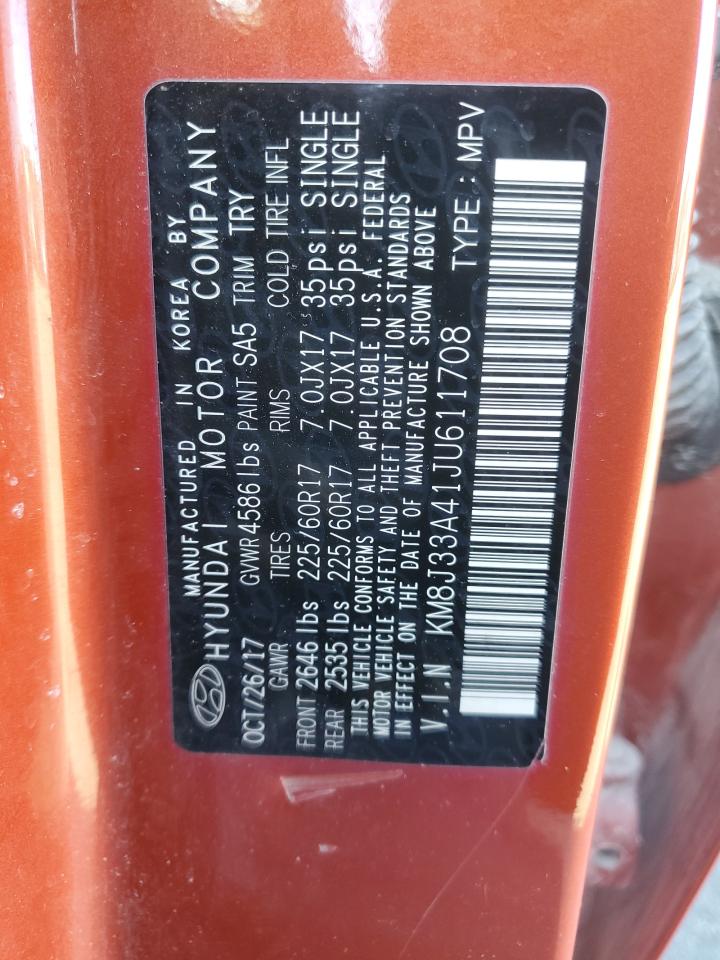 MANUFACTURED IN KOREA BY
HYUNDAI MOTOR COMPANY
OCT/26/17 GVWR 4586 lbs PAINT SA5 TRIM TRY
GAWR TIRES RIMS COLD TIRE INFL
FRONT 2646 lbs 225/60R17 7.0JX17 35psi SINGLE
REAR 2535 lbs 225/60R17 7.0JX17 35psi SINGLE
THIS VEHICLE CONFORMS TO ALL APPLICABLE U.S.A. FEDERAL
MOTOR VEHICLE SAFETY AND THEFT PREVENTION STANDARDS
IN EFFECT ON THE DATE OF MANUFACTURE SHOWN ABOVE
V.I.N KM8J33A41JU611708 TYPE : MPV